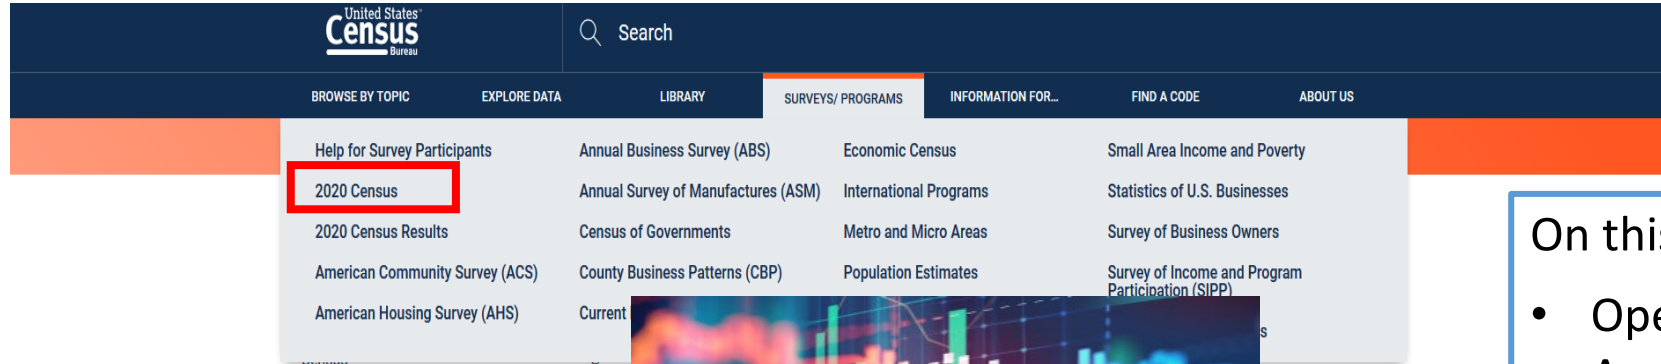 United States™
Census
Bureau
Search
BROWSE BY TOPIC EXPLORE DATA LIBRARY SURVEYS/ PROGRAMS INFORMATION FOR... FIND A CODE ABOUT US
Help for Survey Participants
2020 Census
2020 Census Results
American Community Survey (ACS)
American Housing Survey (AHS)
Annual Business Survey (ABS)
Annual Survey of Manufactures (ASM)
Census of Governments
County Business Patterns (CBP)
Current
Economic Census
International Programs
Metro and Micro Areas
Population Estimates
Small Area Income and Poverty
Statistics of U.S. Businesses
Survey of Business Owners
Survey of Income and Program
Participation (SIPP)
On
•